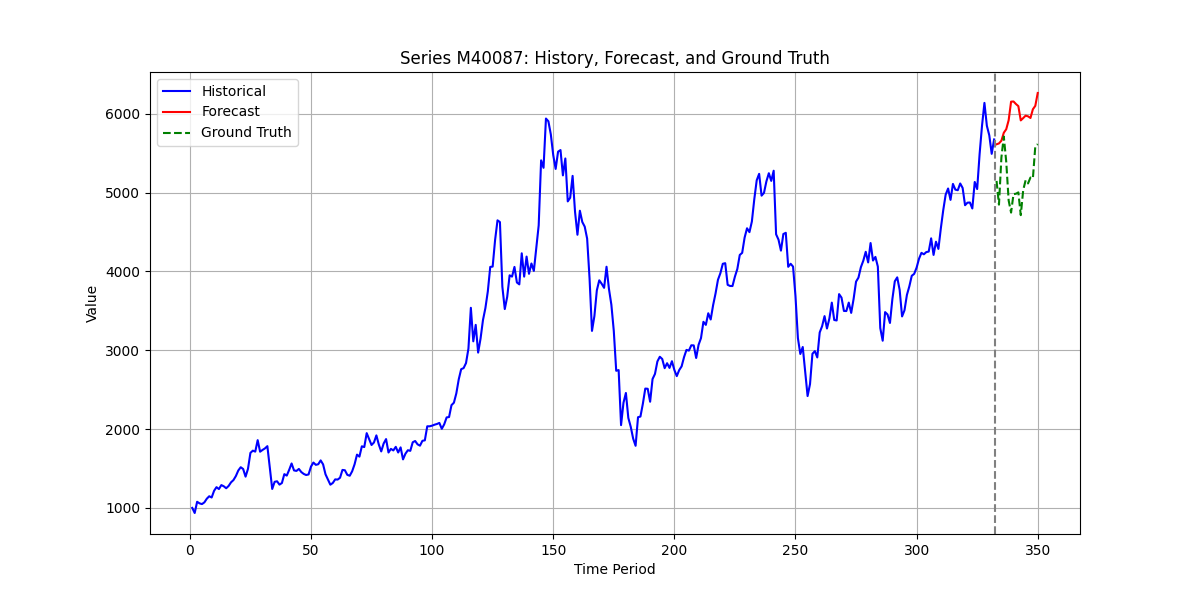 Series M40087: History, Forecast, and Ground Truth
Historical
Forecast
Ground Truth
6000
5000
4000
3000
2000
1000
Value
0 50 100 150 200 250 300 350
Time Period